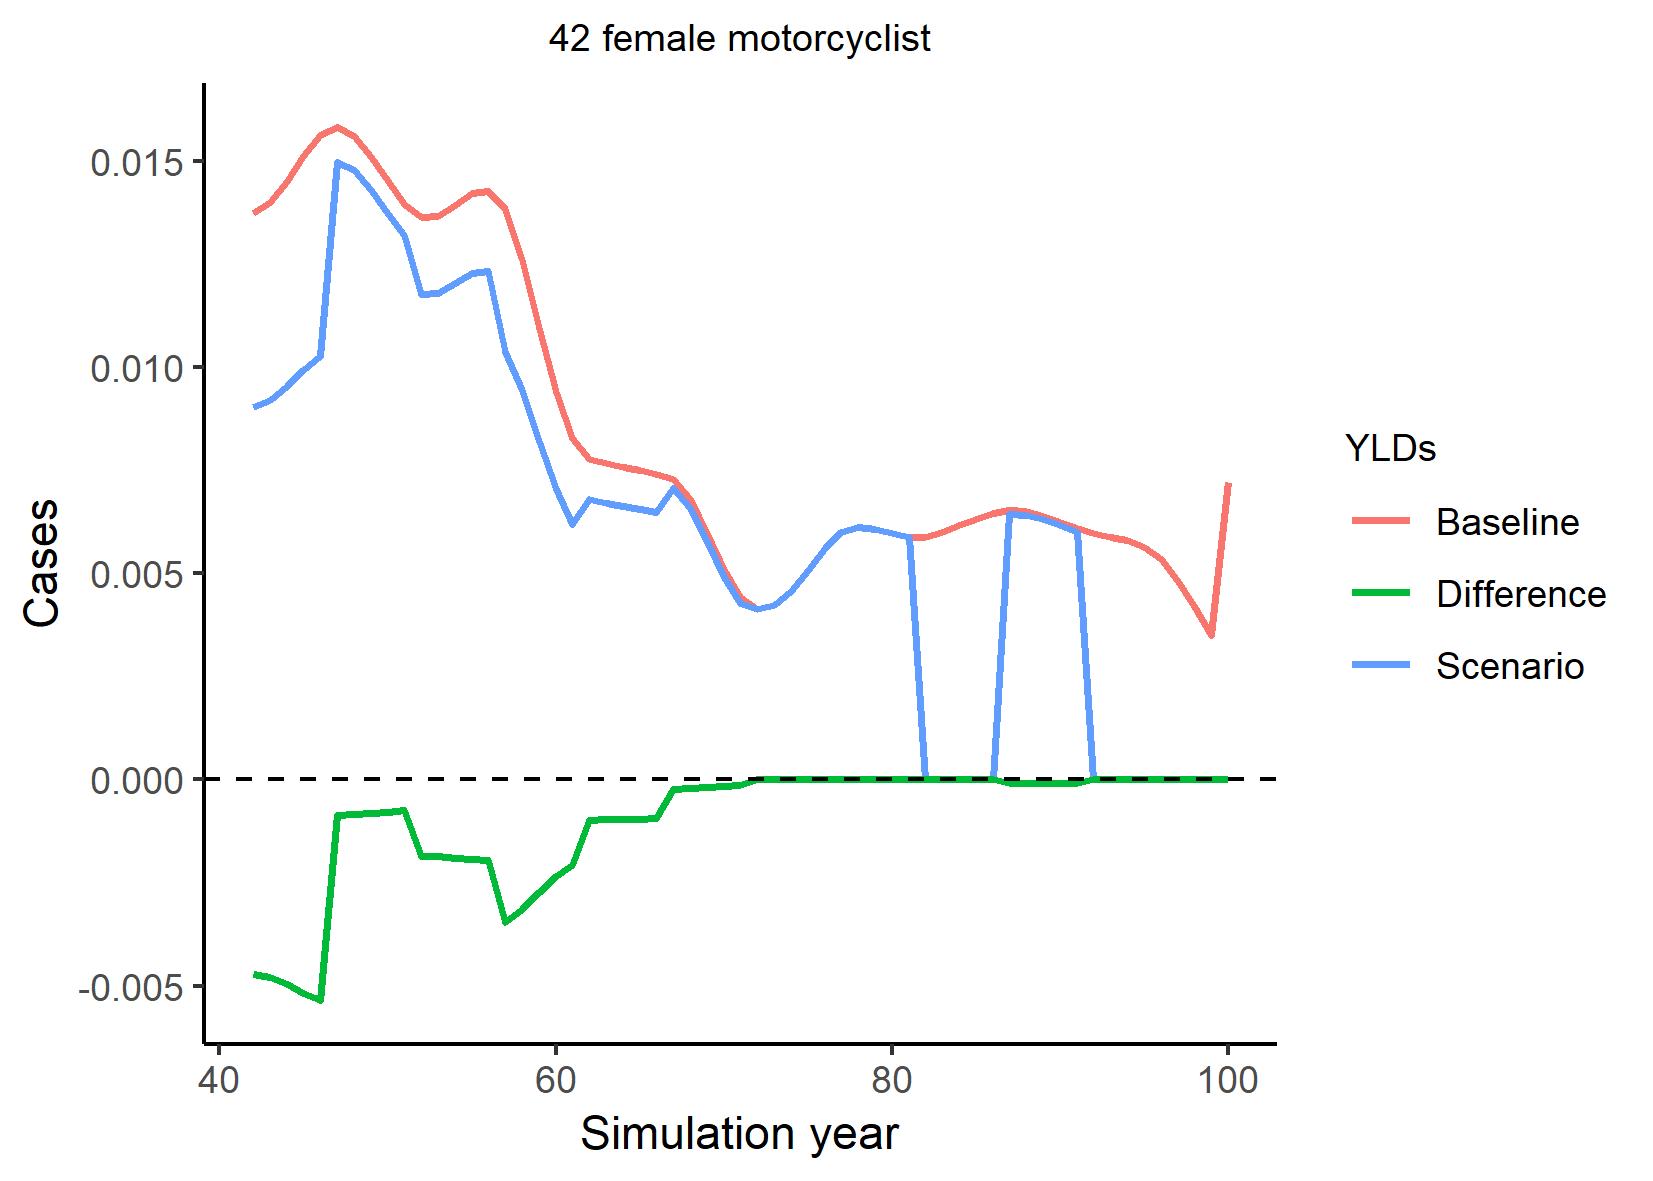 42 female motorcyclist
Cases
0.015
0.010
0.005
0.000
-0.005
40 60 80 100
Simulation year
YLDs
Baseline
Difference
Scenario